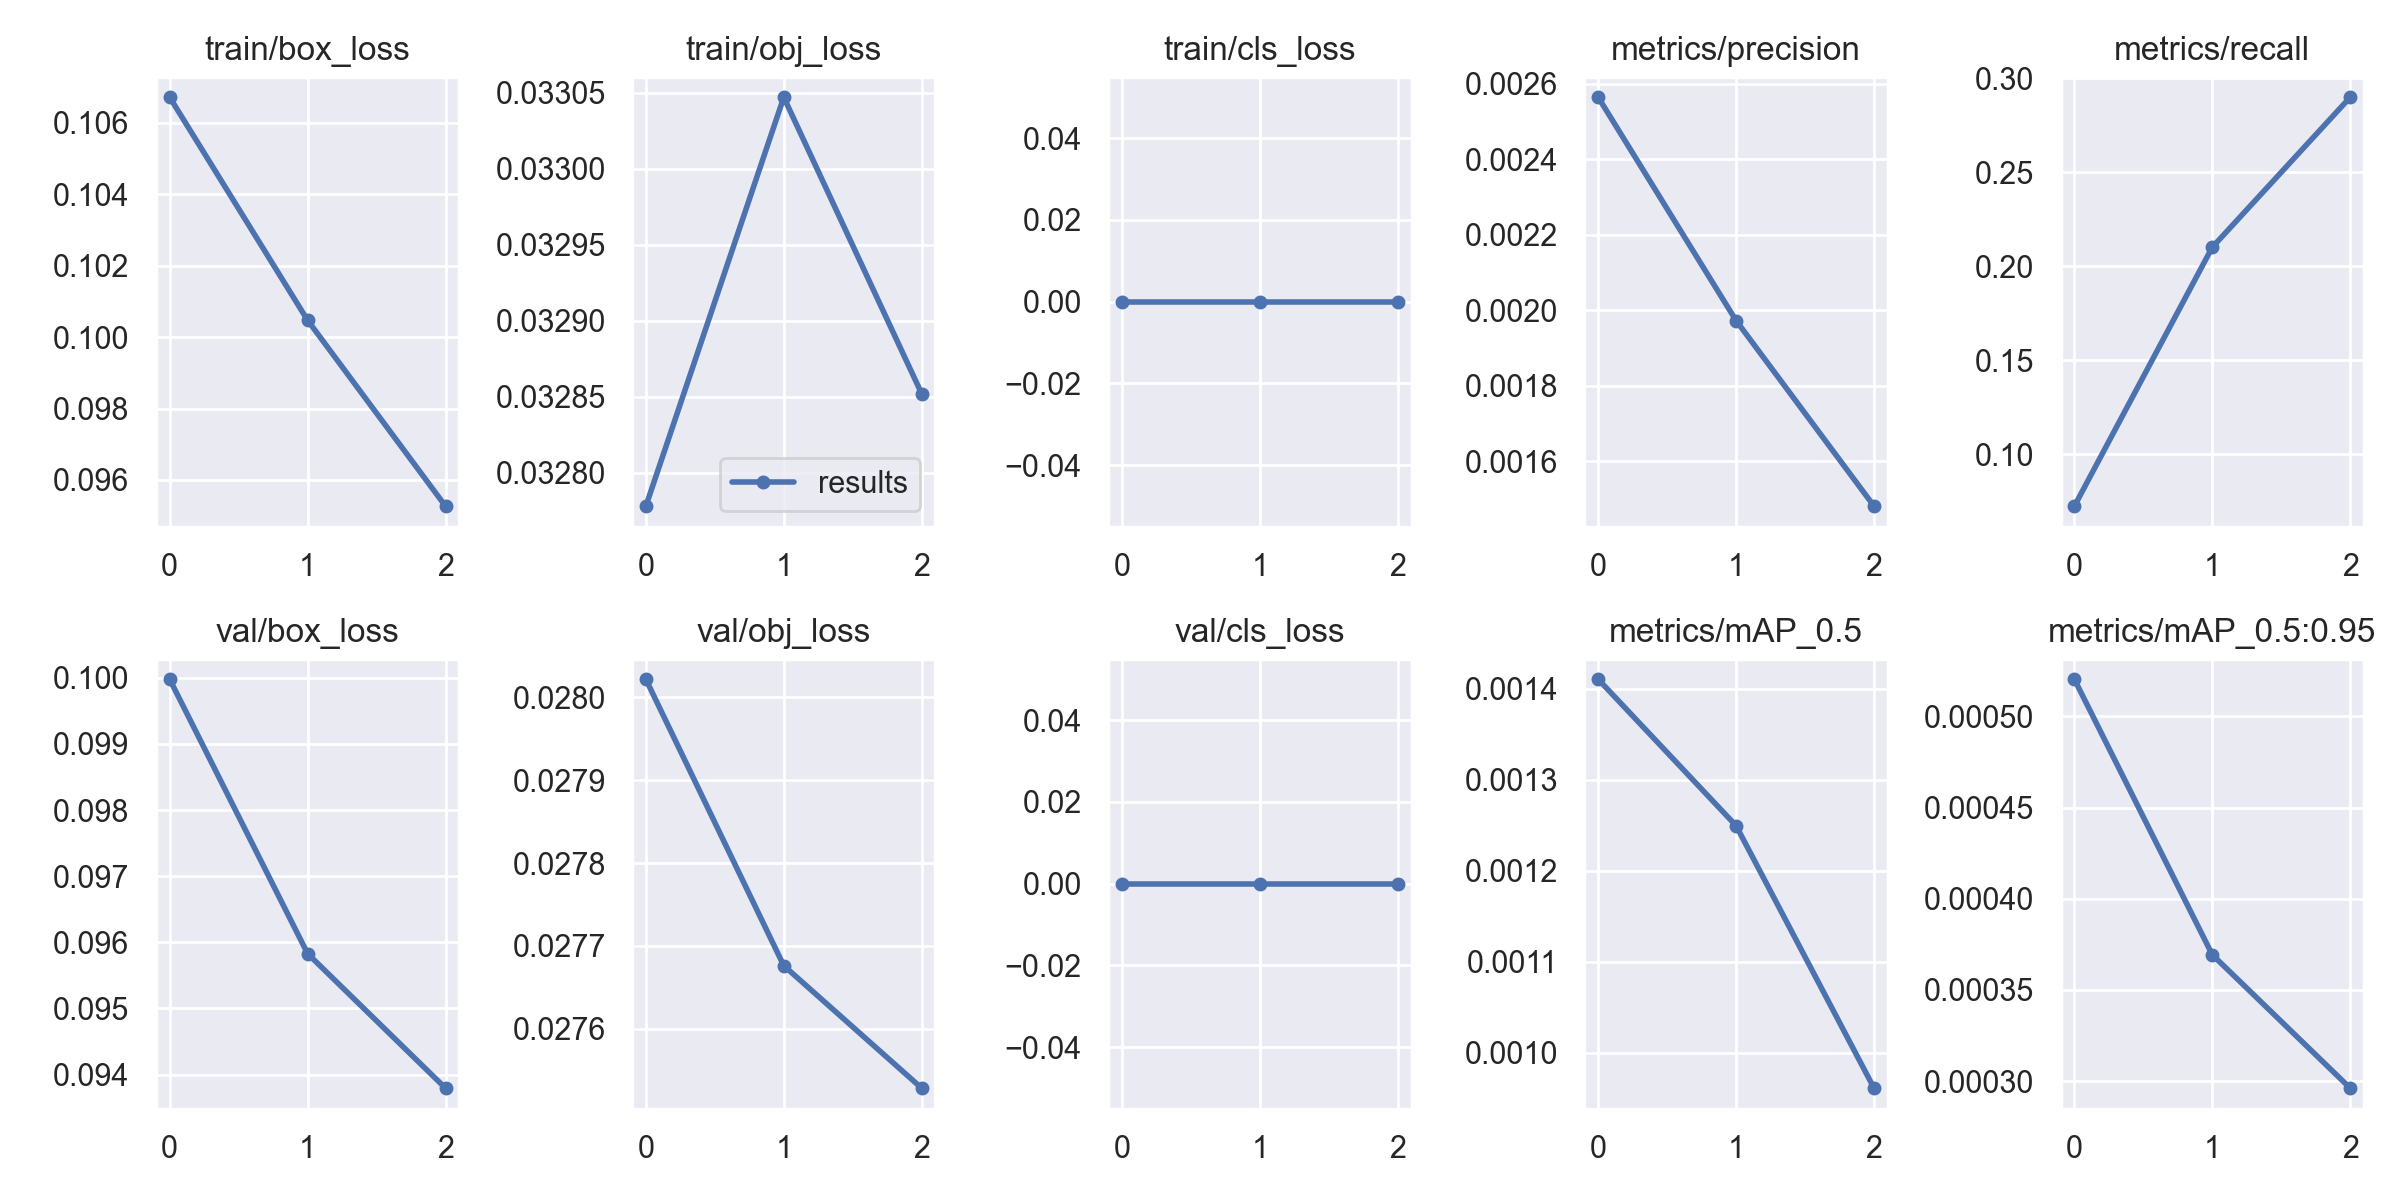 train/box_loss
0.106
0.104
0.102
0.100
0.098
0.096
0 1 2
train/obj_loss
0.03305
0.03300
0.03295
0.03290
0.03285
0.03280
results
0 1 2
train/cls_loss
0.04
0.02
0.00
−0.02
−0.04
0 1 2
metrics/precision
0.0026
0.0024
0.0022
0.0020
0.0018
0.0016
0 1 2
metrics/recall
0.30
0.25
0.20
0.15
0.10
0 1 2
val/box_loss
0.100
0.099
0.098
0.097
0.096
0.095
0.094
0 1 2
val/obj_loss
0.0280
0.0279
0.0278
0.0277
0.0276
0 1 2
val/cls_loss
0.04
0.02
0.00
−0.02
−0.04
0 1 2
metrics/mAP_0.5
0.0014
0.0013
0.0012
0.0011
0.0010
0 1 2
metrics/mAP_0.5:0.95
0.00050
0.00045
0.00040
0.00035
0.00030
0 1 2